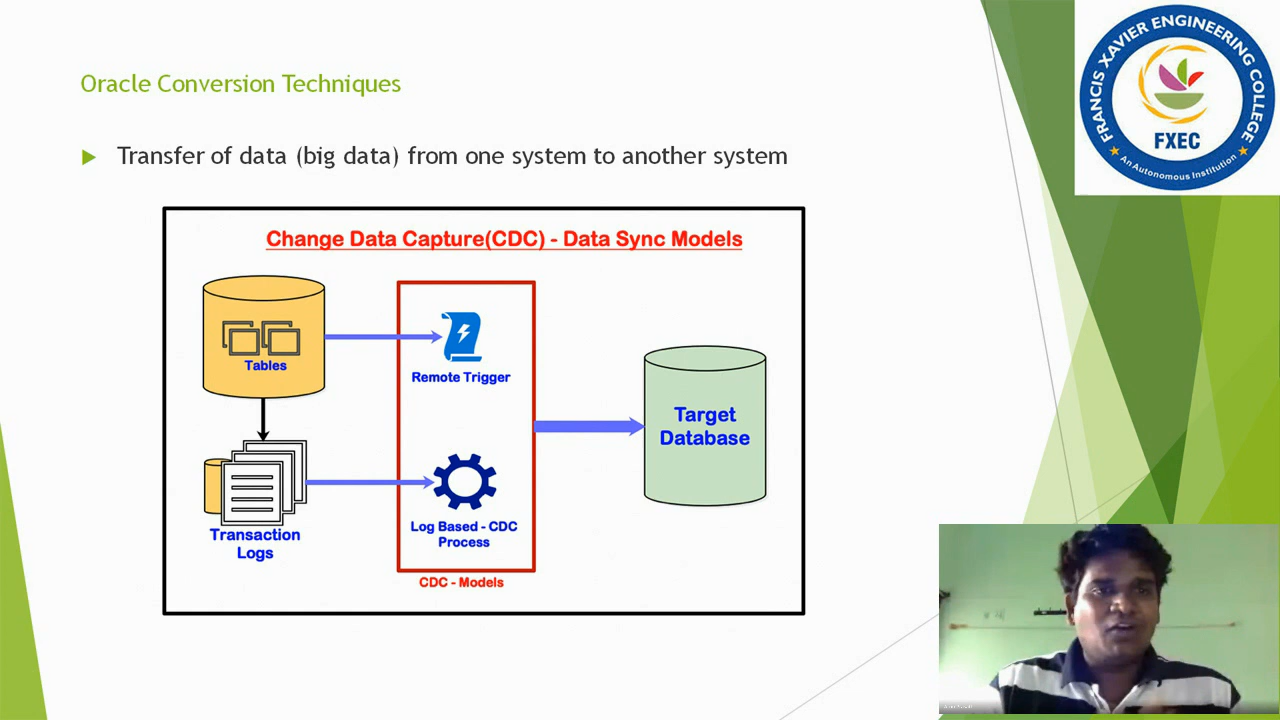 Oracle Conversion Techniques
Transfer of data (big data) from one system to another system
Change Data Capture(CDC) - Data Sync Models
Tables
Remote Trigger
Target
Database
Transaction
Logs
Log Based - CDC
Process
CDC - Models
FRANCIS XAVIER ENGINEERING COLLEGE
FXEC
An Autonomous Institution